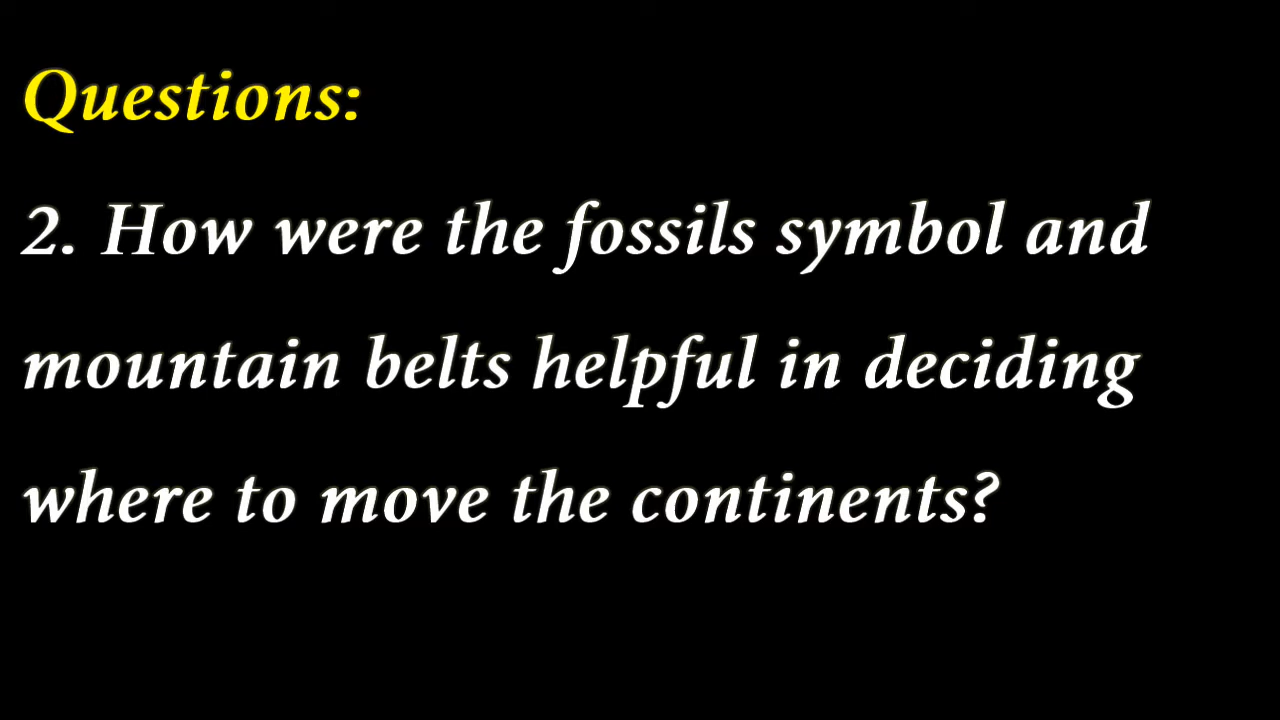 Questions:
2. How were the fossils symbol and
mountain belts helpful in deciding
where to move the continents?